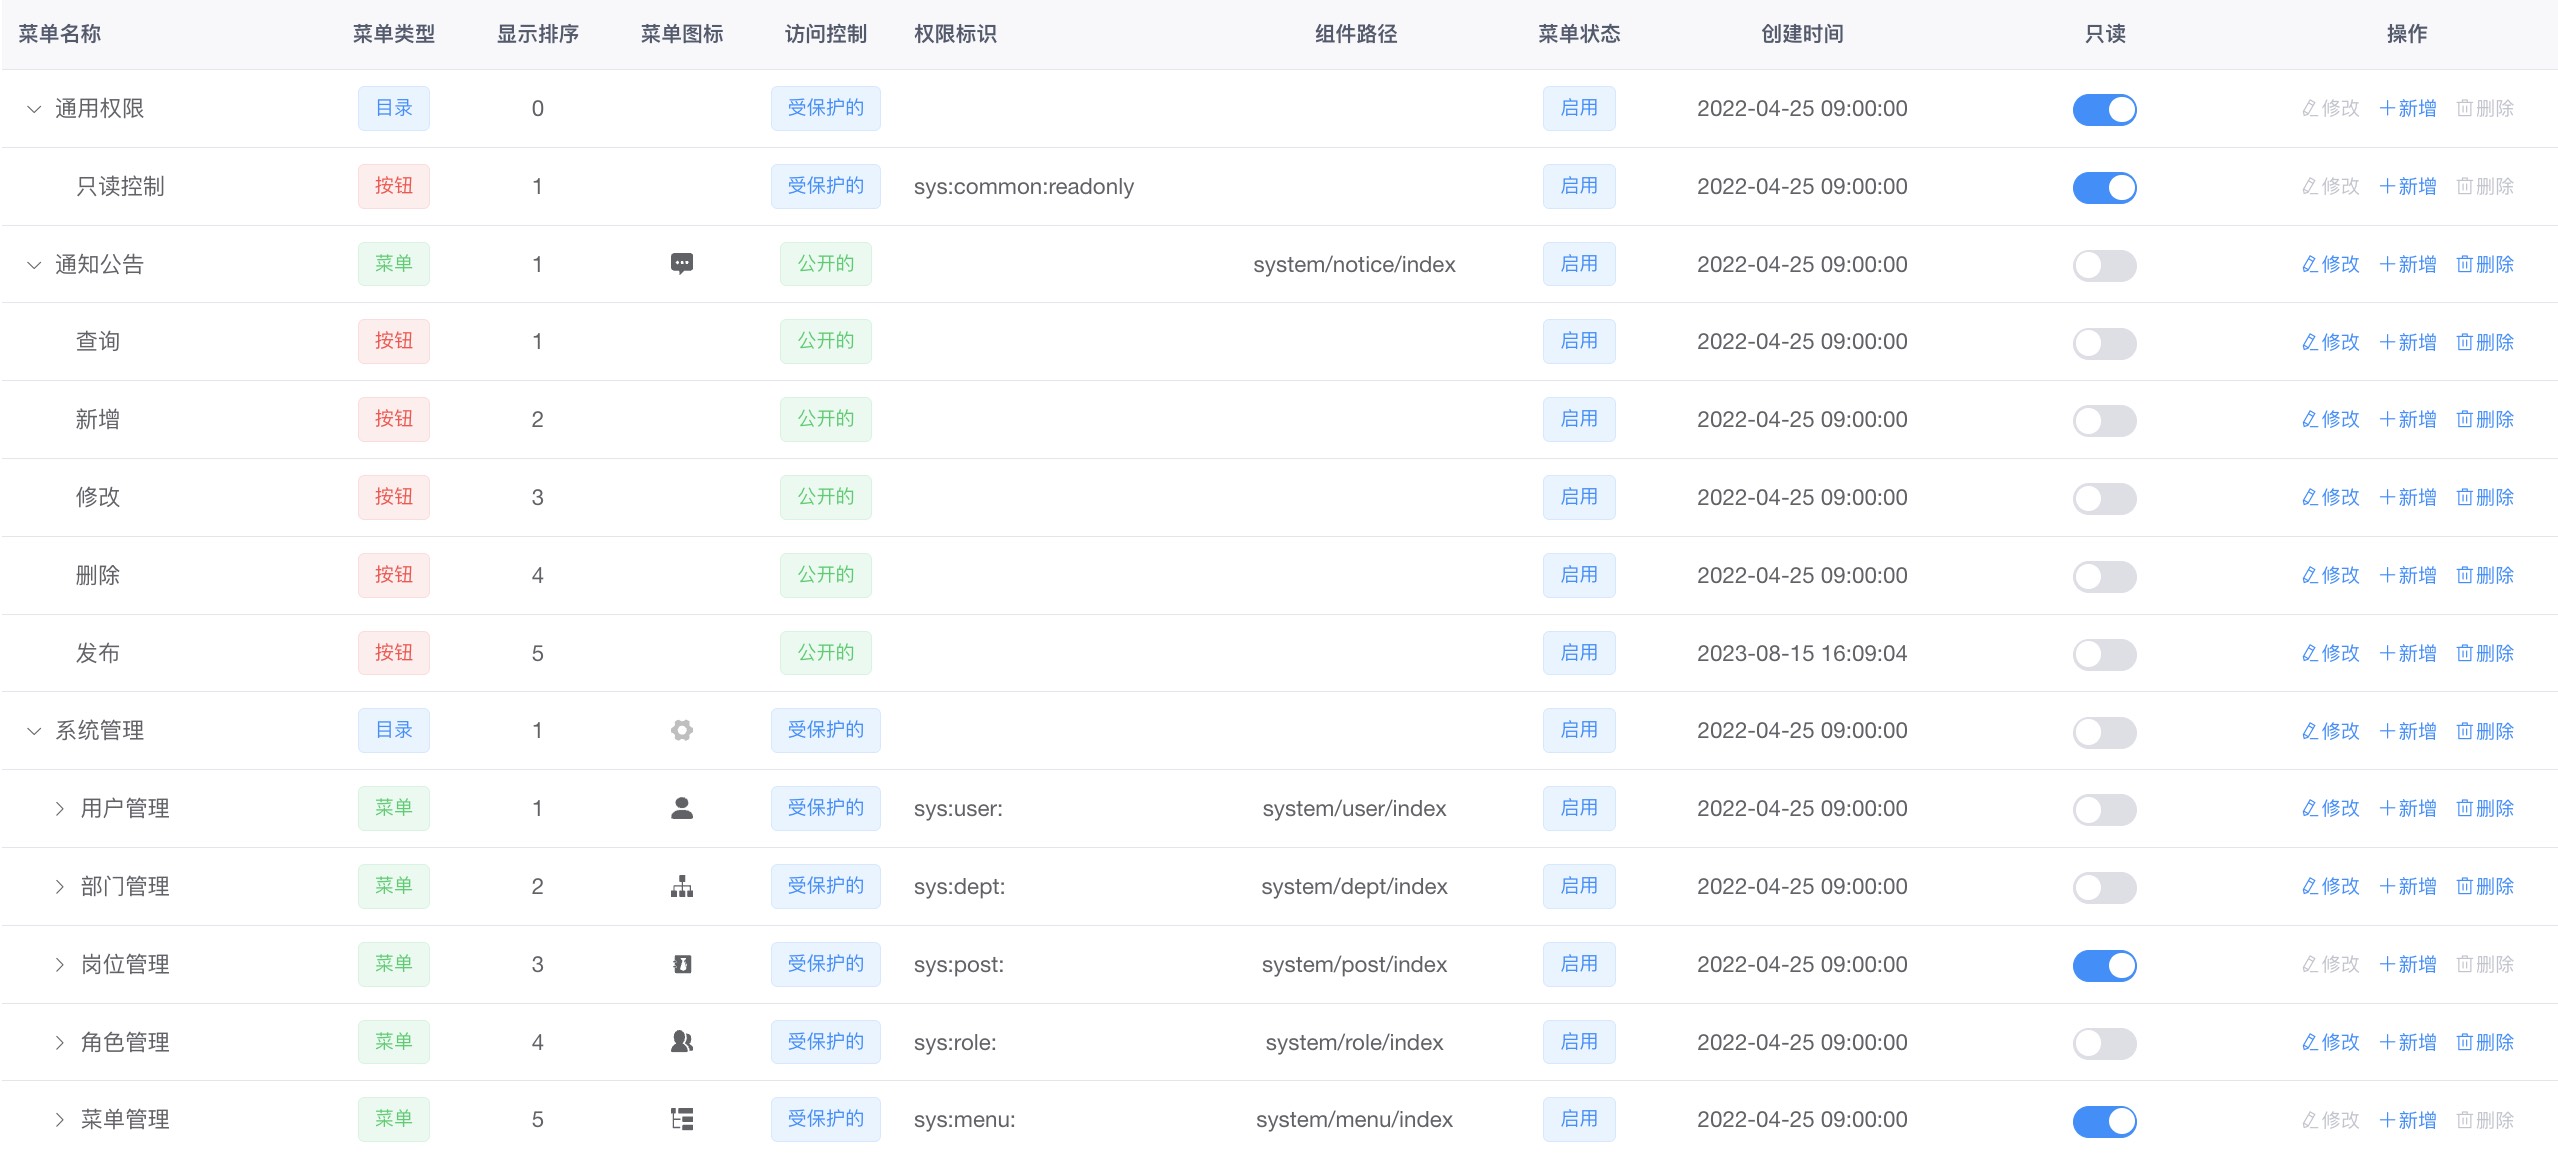 菜单名称 菜单类型 显示排序 菜单图标 访问控制 权限标识 组件路径 菜单状态 创建时间 只读 操作
通用权限 目录 0 受保护的 启用 2022-04-25 09:00:00 修改 新增 删除
只读控制 按钮 1 受保护的 sys:common:readonly 启用 2022-04-25 09:00:00 修改 新增 删除
通知公告 菜单 1 公开的 system/notice/index 启用 2022-04-25 09:00:00 修改 新增 删除
查询 按钮 1 公开的 启用 2022-04-25 09:00:00 修改 新增 删除
新增 按钮 2 公开的 启用 2022-04-25 09:00:00 修改 新增 删除
修改 按钮 3 公开的 启用 2022-04-25 09:00:00 修改 新增 删除
删除 按钮 4 公开的 启用 2022-04-25 09:00:00 修改 新增 删除
发布 按钮 5 公开的 启用 2023-08-15 16:09:04 修改 新增 删除
系统管理 目录 1 受保护的 启用 2022-04-25 09:00:00 修改 新增 删除
用户管理 菜单 1 受保护的 sys:user: system/user/index 启用 2022-04-25 09:00:00 修改 新增 删除
部门管理 菜单 2 受保护的 sys:dept: system/dept/index 启用 2022-04-25 09:00:00 修改 新增 删除
岗位管理 菜单 3 受保护的 sys:post: system/post/index 启用 2022-04-25 09:00:00 修改 新增 删除
角色管理 菜单 4 受保护的 sys:role: system/role/index 启用 2022-04-25 09:00:00 修改 新增 删除
菜单管理 菜单 5 受保护的 sys:menu: system/menu/index 启用 2022-04-25 09:00:00 修改 新增 删除